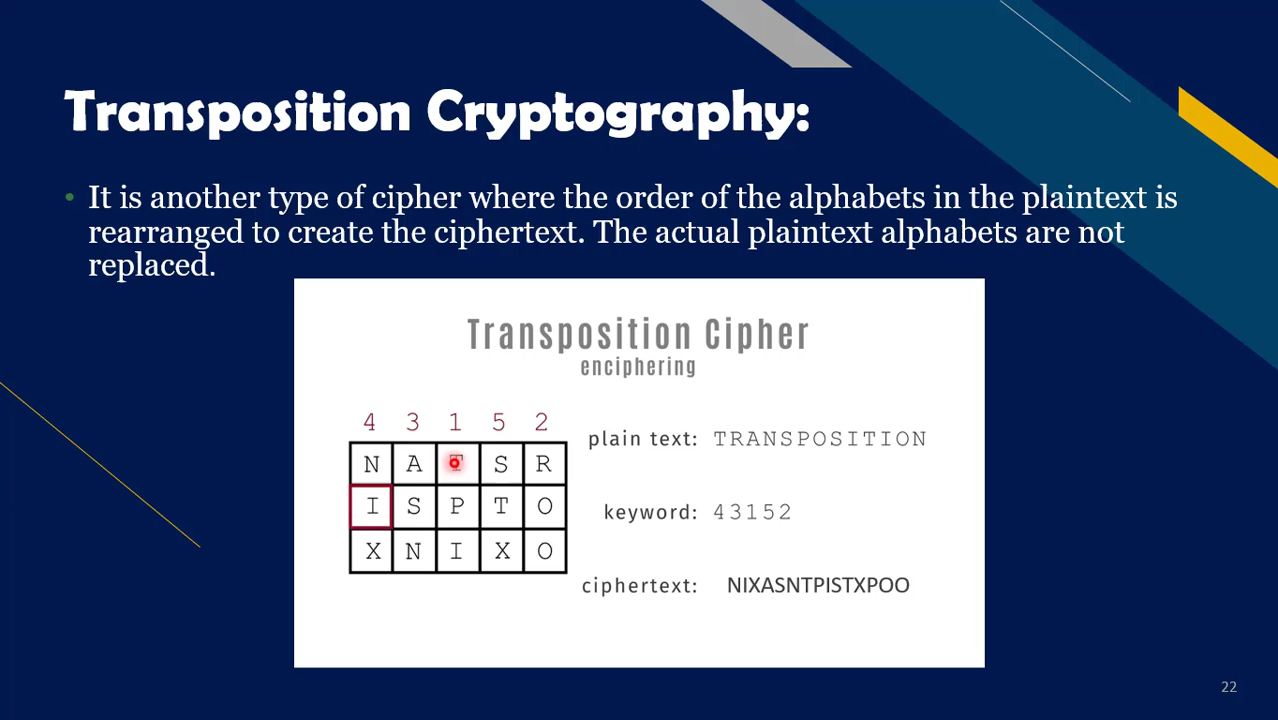 Transposition Cryptography:
• It is another type of cipher where the order of the alphabets in the plaintext is
rearranged to create the ciphertext. The actual plaintext alphabets are not
replaced.
Transposition Cipher
enciphering
4 3 1 5 2
N A T S R
I S P T O
X N I X O
plain text: TRANSPOSITION
keyword: 43152
ciphertext: NIXASNTPISTXPOO
22